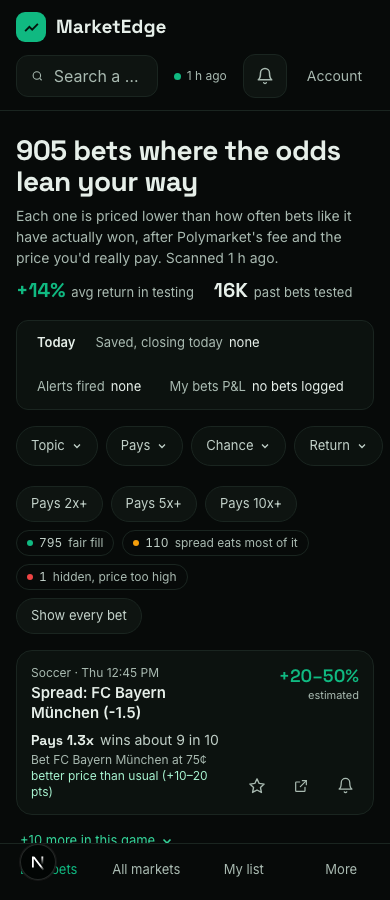 MarketEdge
Search a ...
1 h ago
Account
905 bets where the odds
lean your way
Each one is priced lower than how often bets like it
have actually won, after Polymarket's fee and the
price you'd really pay. Scanned 1 h ago.
+14% avg return in testing 16K past bets tested
Today Saved, closing today none
Alerts fired none My bets P&L no bets logged
Topic Pays Chance Return
Pays 2x+ Pays 5x+ Pays 10x+
795 fair fill 110 spread eats most of it
1 hidden, price too high
Show every bet
Soccer · Thu 12:45 PM
+20–50%
estimated
Spread: FC Bayern
München (-1.5)
Pays 1.3x wins about 9 in 10
Bet FC Bayern München at 75¢
better price than usual (+10–20
pts)
+10 more in this game
N bets All markets My list More